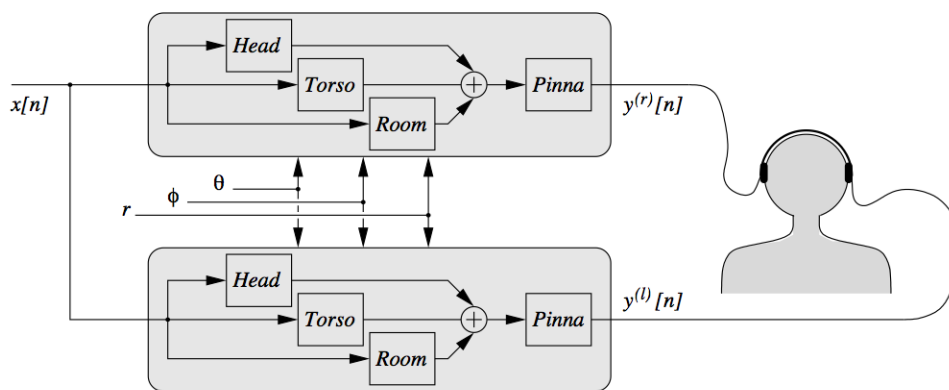 Head
Torso
Room
+
Pinna
x[n]
y^(r)[n]
θ
ϕ
r
Head
Torso
Room
+
Pinna
y^(l)[n]